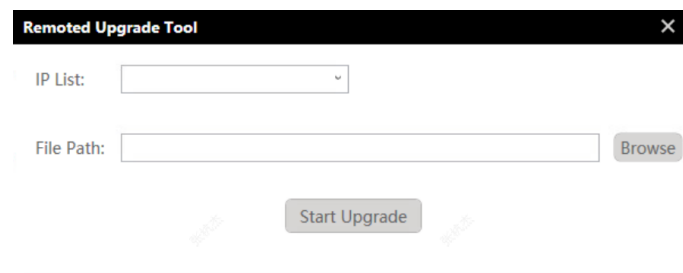 Remoted Upgrade Tool
IP List:
File Path:
Browse
Start Upgrade